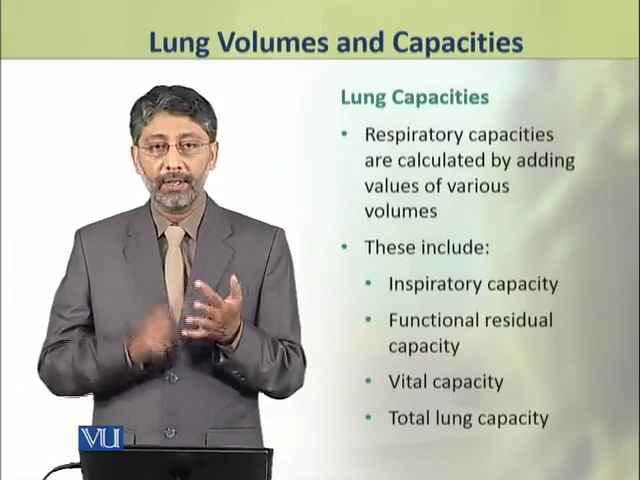 Lung Volumes and Capacities
Lung Capacities
• Respiratory capacities
are calculated by adding
values of various
volumes
• These include:
• Inspiratory capacity
• Functional residual
capacity
• Vital capacity
• Total lung capacity
VU